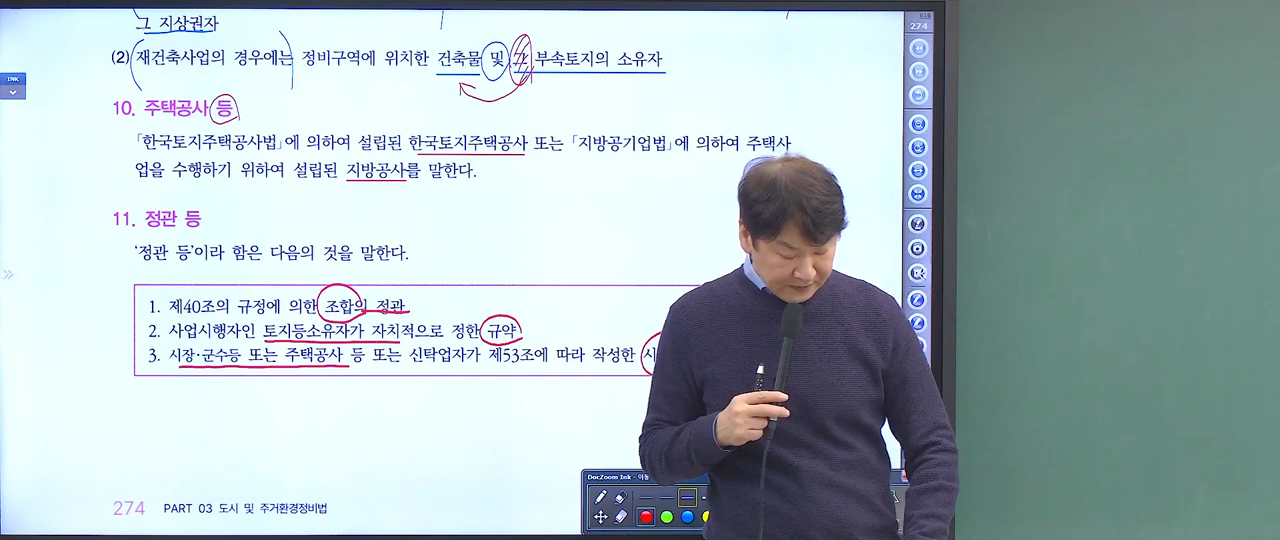 그 지상권자
(2) 재건축사업의 경우에는 정비구역에 위치한 건축물 및 그 부속토지의 소유자
10. 주택공사 등
「한국토지주택공사법」에 의하여 설립된 한국토지주택공사 또는 「지방공기업법」에 의하여 주택사
업을 수행하기 위하여 설립된 지방공사를 말한다.
11. 정관 등
‘정관 등’이라 함은 다음의 것을 말한다.
1. 제40조의 규정에 의한 조합의 정관
2. 사업시행자인 토지등소유자가 자치적으로 정한 규약
3. 시장·군수등 또는 주택공사 등 또는 신탁업자가 제53조에 따라 작성한 시
274 PART 03 도시 및 주거환경정비법
INK
274
DocZoom Ink - 이동